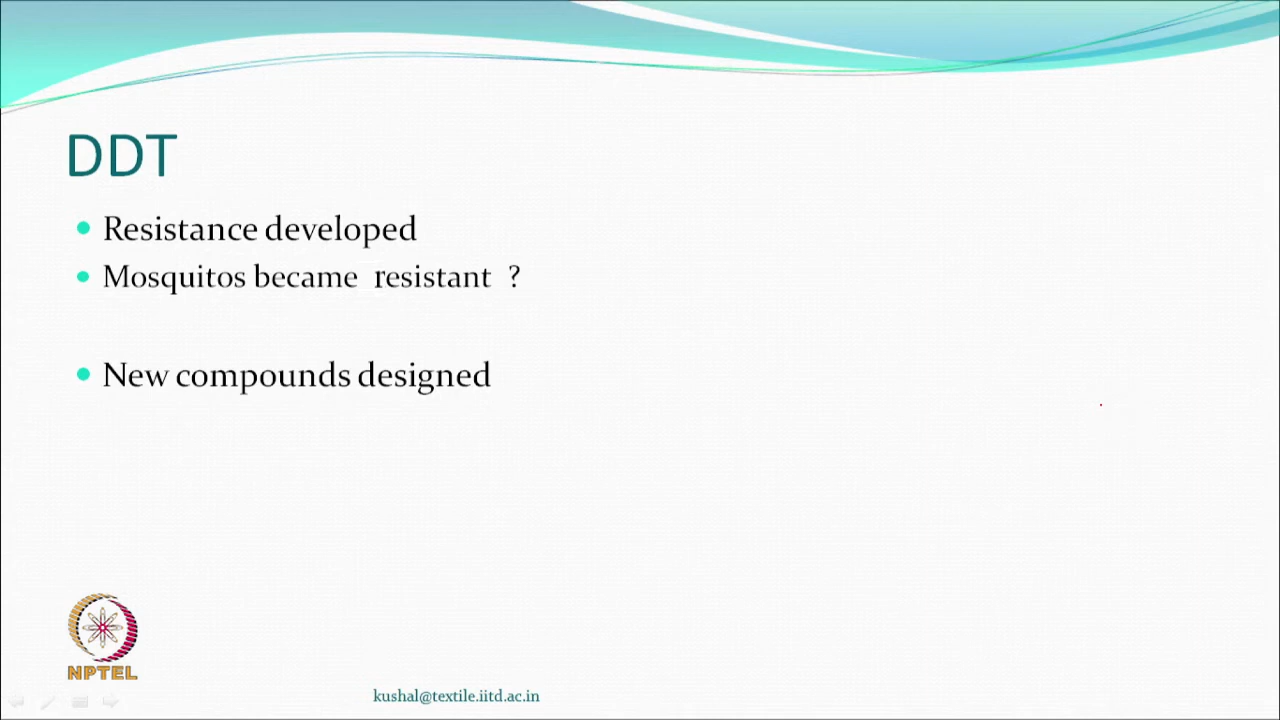 DDT
Resistance developed
Mosquitos became resistant ?
New compounds designed
NPTEL
kushal@textile.iitd.ac.in